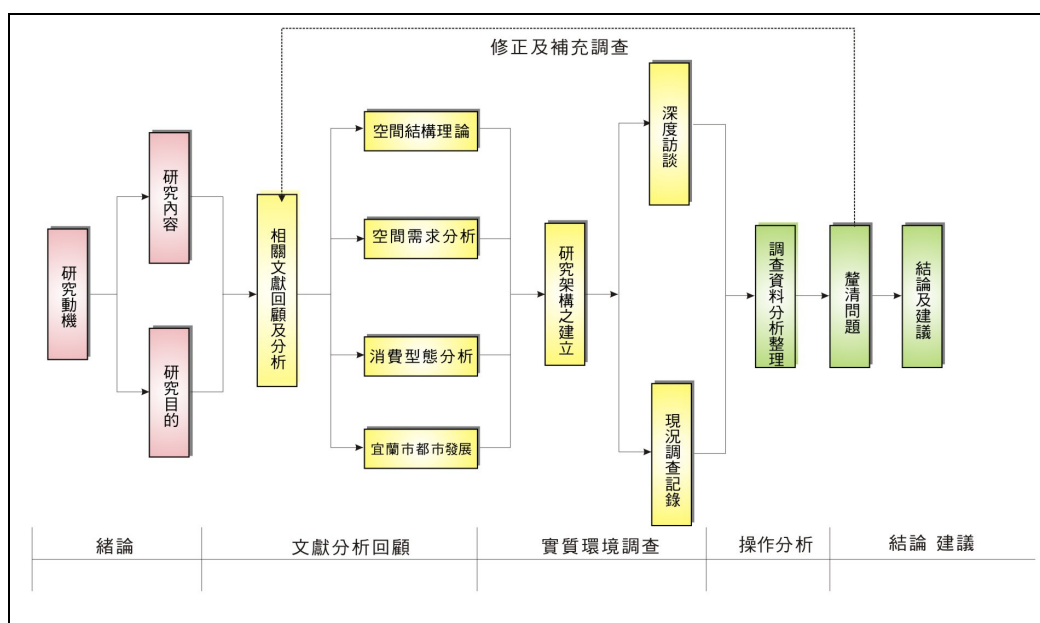 修正及補充調查
研究動機
研究內容
研究目的
相關文獻回顧及分析
空間結構理論
空間需求分析
消費型態分析
宜蘭市都市發展
研究架構之建立
深度訪談
現況調查記錄
調查資料分析整理
釐清問題
結論及建議
緒論
文獻分析回顧
實質環境調查
操作分析
結論 建議